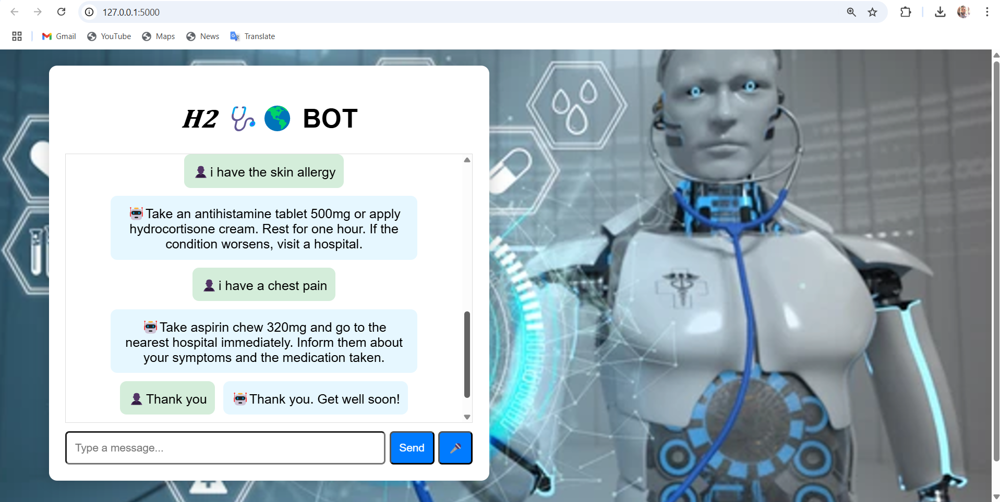 127.0.0.1:5000
Gmail YouTube Maps News Translate
H2 🩺 🌎 BOT
👤i have the skin allergy
🤖Take an antihistamine tablet 500mg or apply
hydrocortisone cream. Rest for one hour. If the
condition worsens, visit a hospital.
👤i have a chest pain
🤖Take aspirin chew 320mg and go to the
nearest hospital immediately. Inform them about
your symptoms and the medication taken.
👤Thank you
🤖Thank you. Get well soon!
Type a message...
Send 🎤